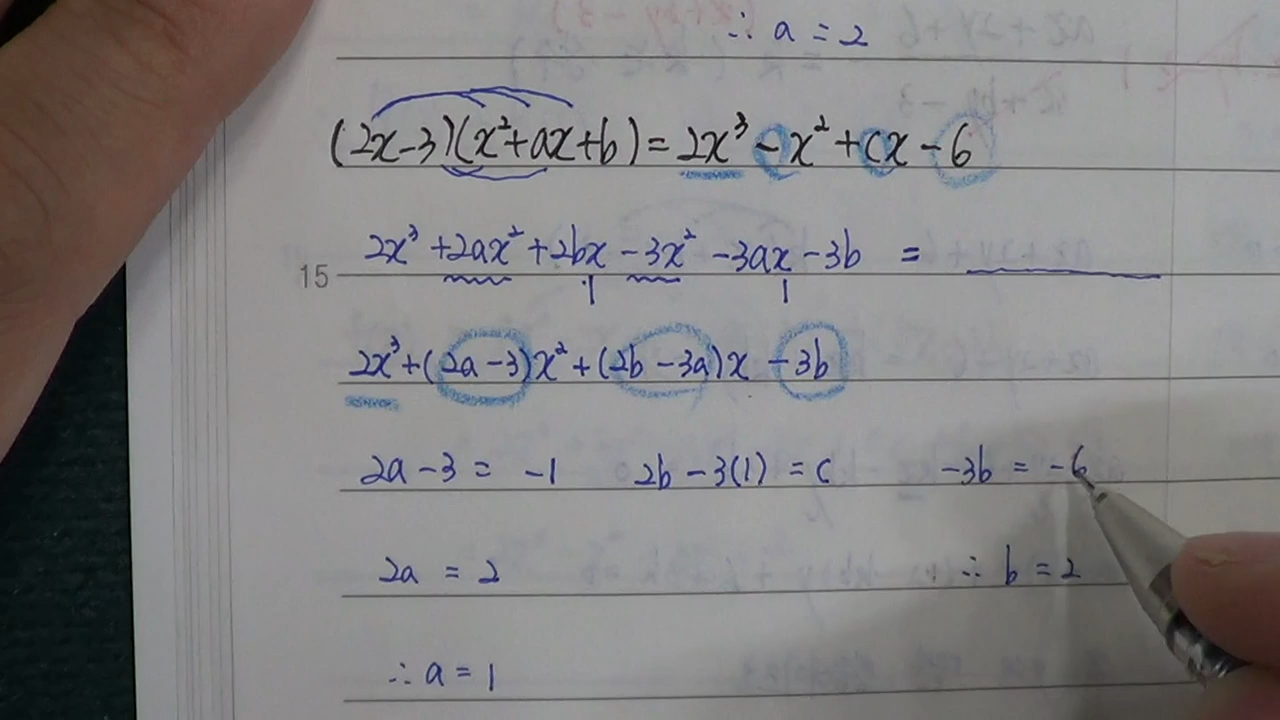 ∴ a = 2
(2x-3)(x²+ax+b) = 2x³ - x² + cx - 6
15 2x³ +2ax² +2bx -3x² -3ax -3b =
2x³+(2a-3)x²+(2b-3a)x -3b
2a-3 = -1 2b-3(1) = c -3b = -6
2a = 2 ∴ b = 2
∴ a = 1